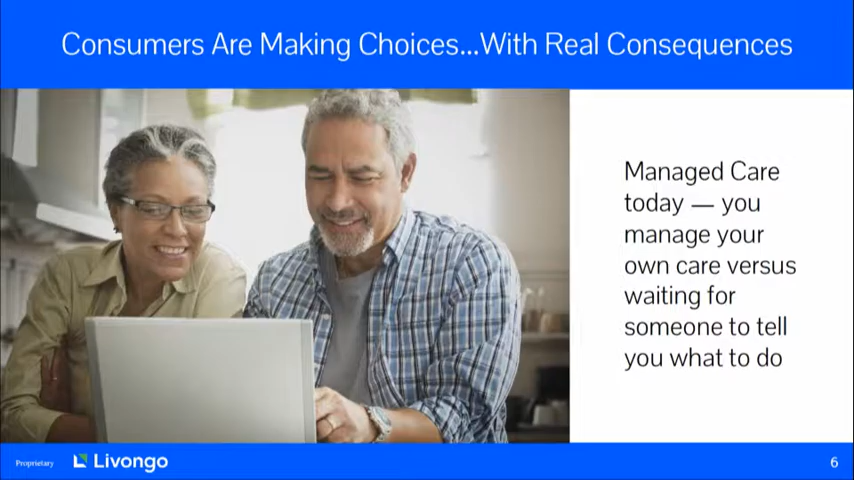 Consumers Are Making Choices...With Real Consequences
Managed Care
today — you
manage your
own care versus
waiting for
someone to tell
you what to do
Proprietary
Livongo
6